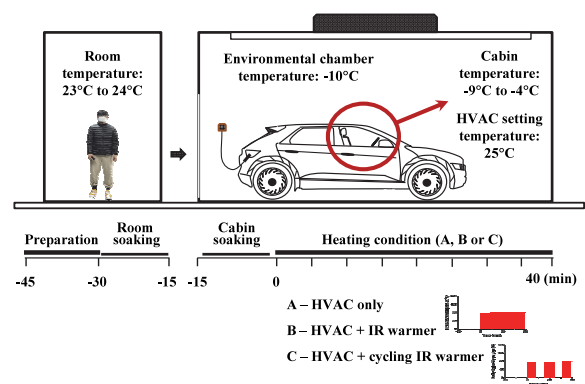 Room
temperature:
23°C to 24°C
Environmental chamber
temperature: -10°C
Cabin
temperature:
-9°C to -4°C
HVAC setting
temperature:
25°C
Preparation
Room
soaking
Cabin
soaking
Heating condition (A, B or C)
-45
-30
-15
-15
0
40 (min)
A – HVAC only
B – HVAC + IR warmer
C – HVAC + cycling IR warmer